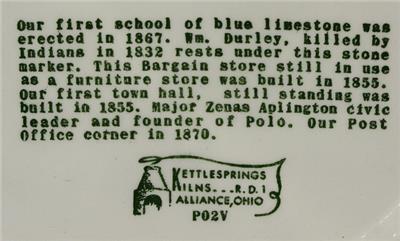 Our first school of blue limestone was
erected in 1867. Wm. Durley, killed by
Indians in 1832 rests under this stone
marker. This Bargain store still in use
as a furniture store was built in 1855.
Our first town hall, still standing was
built in 1855. Major Zenas Aplington civic
leader and founder of Polo. Our Post
Office corner in 1870.
KETTLESPRINGS
KILNS...R.D.1
ALLIANCE,OHIO
P02V